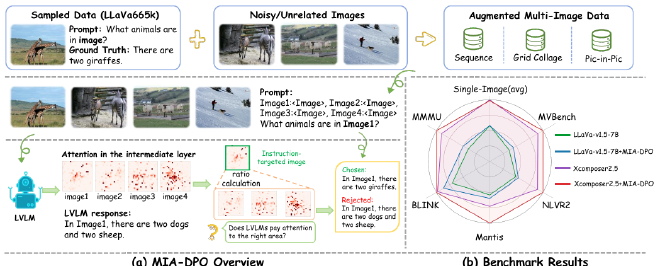 Sampled Data (LLaVa665k)
Prompt: What animals are
in image?
Ground Truth: There are
two giraffes.
Noisy/Unrelated Images
Augmented Multi-Image Data
Sequence
Grid Collage
Pic-in-Pic
Prompt:
Image1:<Image>, Image2:<Image>,
Image3:<Image>, Image4:<Image>
What animals are in Image1?
Attention in the intermediate layer
image1
image2
image3
image4
LVLM
LVLM response:
In Image1, there are two dogs
and two sheep.
Instruction-
targeted image
ratio
calculation
Does LVLMs pay attention
to the right area?
Chosen:
In Image1, there
are two giraffes.
Rejected:
In Image1, there
are two dogs and
two sheep.
(a) MIA-DPO Overview
Single-Image(avg)
MMMU
MVBench
BLINK
NLVR2
Mantis
LLaVa-v1.5-7B
LLaVa-v1.5-7B+MIA-DPO
Xcomposer2.5
Xcomposer2.5+MIA-DPO
(b) Benchmark Results